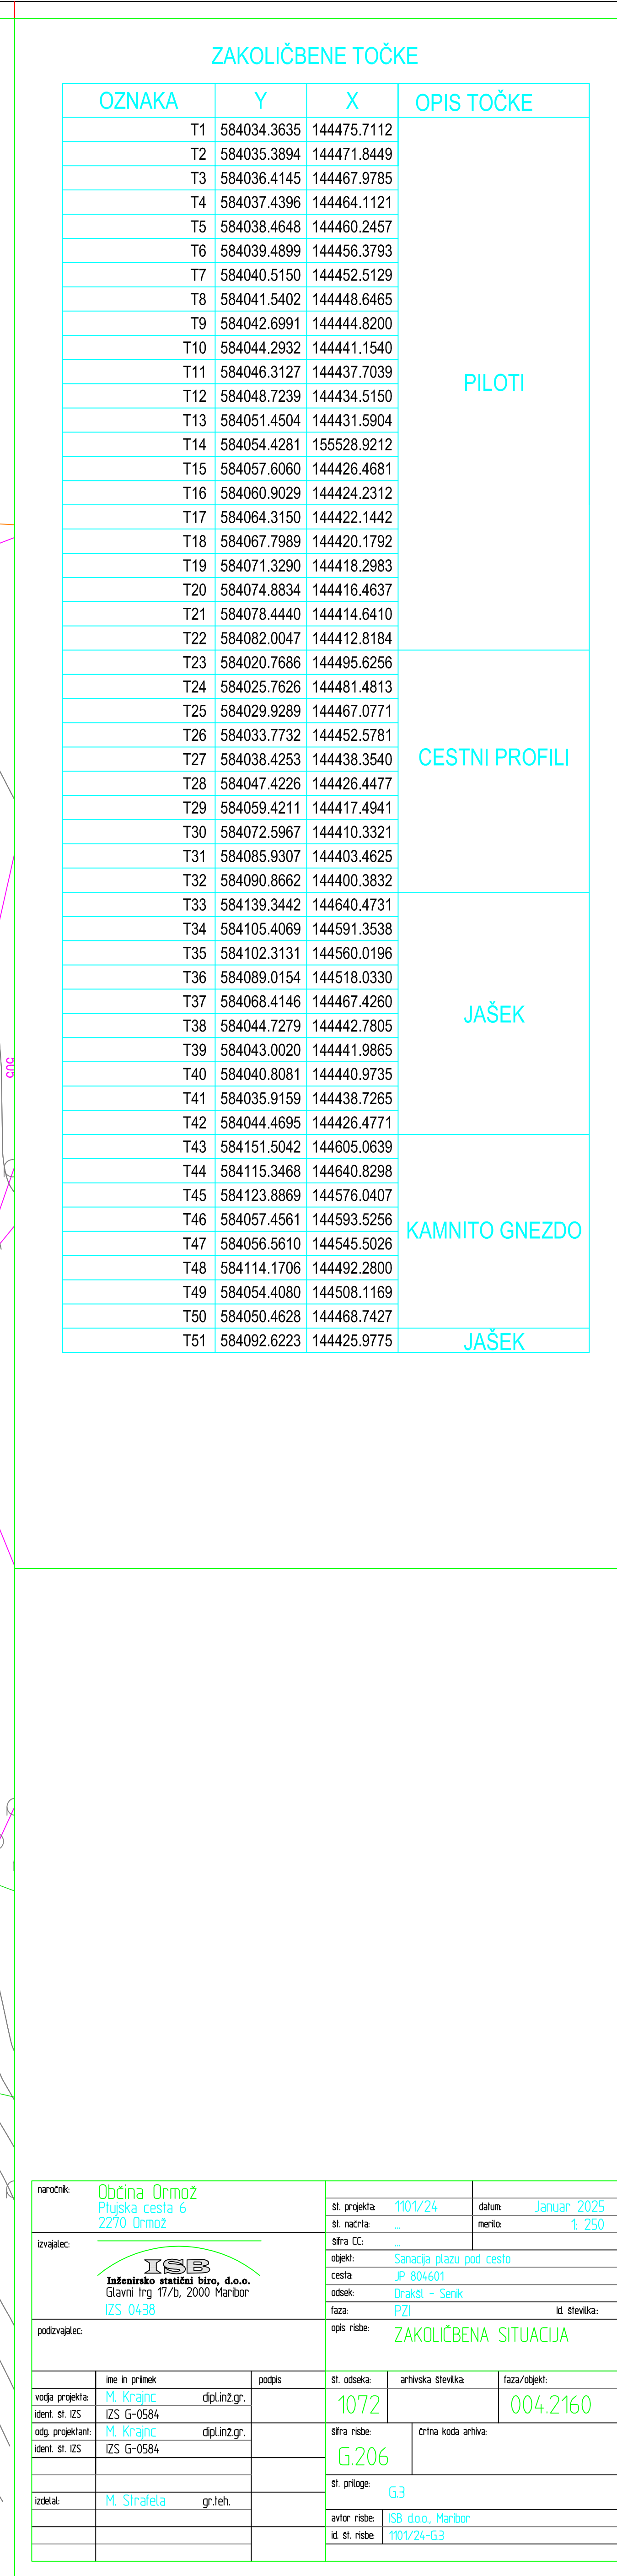 ZAKOLIČBENE TOČKE
OZNAKA Y X OPIS TOČKE
T1 584034.3635 144475.7112
T2 584035.3894 144471.8449
T3 584036.4145 144467.9785
T4 584037.4396 144464.1121
T5 584038.4648 144460.2457
T6 584039.4899 144456.3793
T7 584040.5150 144452.5129
T8 584041.5402 144448.6465
T9 584042.6991 144444.8200
T10 584044.2932 144441.1540
T11 584046.3127 144437.7039
PILOTI
T12 584048.7239 144434.5150
T13 584051.4504 144431.5904
T14 584054.4281 155528.9212
T15 584057.6060 144426.4681
T16 584060.9029 144424.2312
T17 584064.3150 144422.1442
T18 584067.7989 144420.1792
T19 584071.3290 144418.2983
T20 584074.8834 144416.4637
T21 584078.4440 144414.6410
T22 584082.0047 144412.8184
T23 584020.7686 144495.6256
T24 584025.7626 144481.4813
T25 584029.9289 144467.0771
T26 584033.7732 144452.5781
T27 584038.4253 144438.3540 CESTNI PROFILI
T28 584047.4226 144426.4477
T29 584059.4211 144417.4941
T30 584072.5967 144410.3321
T31 584085.9307 144403.4625
T32 584090.8662 144400.3832
T33 584139.3442 144640.4731
T34 584105.4069 144591.3538
T35 584102.3131 144560.0196
T36 584089.0154 144518.0330
T37 584068.4146 144467.4260
JAŠEK
T38 584044.7279 144442.7805
T39 584043.0020 144441.9865
T40 584040.8081 144440.9735
T41 584035.9159 144438.7265
T42 584044.4695 144426.4771
505
T43 584151.5042 144605.0639
T44 584115.3468 144640.8298
T45 584123.8869 144576.0407
T46 584057.4561 144593.5256
KAMNITO GNEZDO
T47 584056.5610 144545.5026
T48 584114.1706 144492.2800
T49 584054.4080 144508.1169
T50 584050.4628 144468.7427
T51 584092.6223 144425.9775 JAŠEK
naročnik: Občina Ormož
Ptujska cesta 6
2270 Ormož
izvajalec:
ISB
Inženirsko statični biro, d.o.o.
Glavni trg 17/b, 2000 Maribor
IZS 0438
podizvajalec:
ime in priimek podpis
vodja projekta: M. Krajnc dipl.inž.gr.
ident. št. IZS IZS G-0584
odg. projektant: M. Krajnc dipl.inž.gr.
ident. št. IZS IZS G-0584
izdelal: M. Strafela gr.teh.
št. projekta: 1101/24 datum: Januar 2025
št. načrta: ... merilo: 1: 250
šifra CC: ...
objekt: Sanacija plazu pod cesto
cesta: JP 804601
odsek: Drakšl - Senik
faza: PZI Id. številka:
opis risbe: ZAKOLIČBENA SITUACIJA
št. odseka: arhivska številka: faza/objekt:
1072 004.2160
šifra risbe: črtna koda arhiva:
G.206
št. priloge: G.3
avtor risbe: ISB d.o.o., Maribor
id. št. risbe: 1101/24-G.3